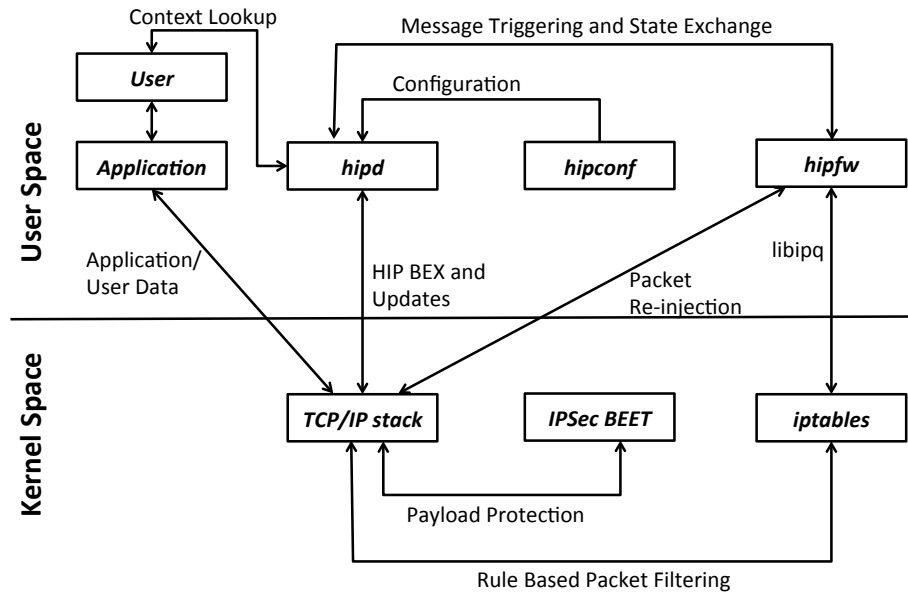 Context Lookup
Message Triggering and State Exchange
User
Configuration
Application
hipd
hipconf
hipfw
User Space
Application/
User Data
HIP BEX and
Updates
Packet
Re-injection
libipq
Kernel Space
TCP/IP stack
IPSec BEET
iptables
Payload Protection
Rule Based Packet Filtering